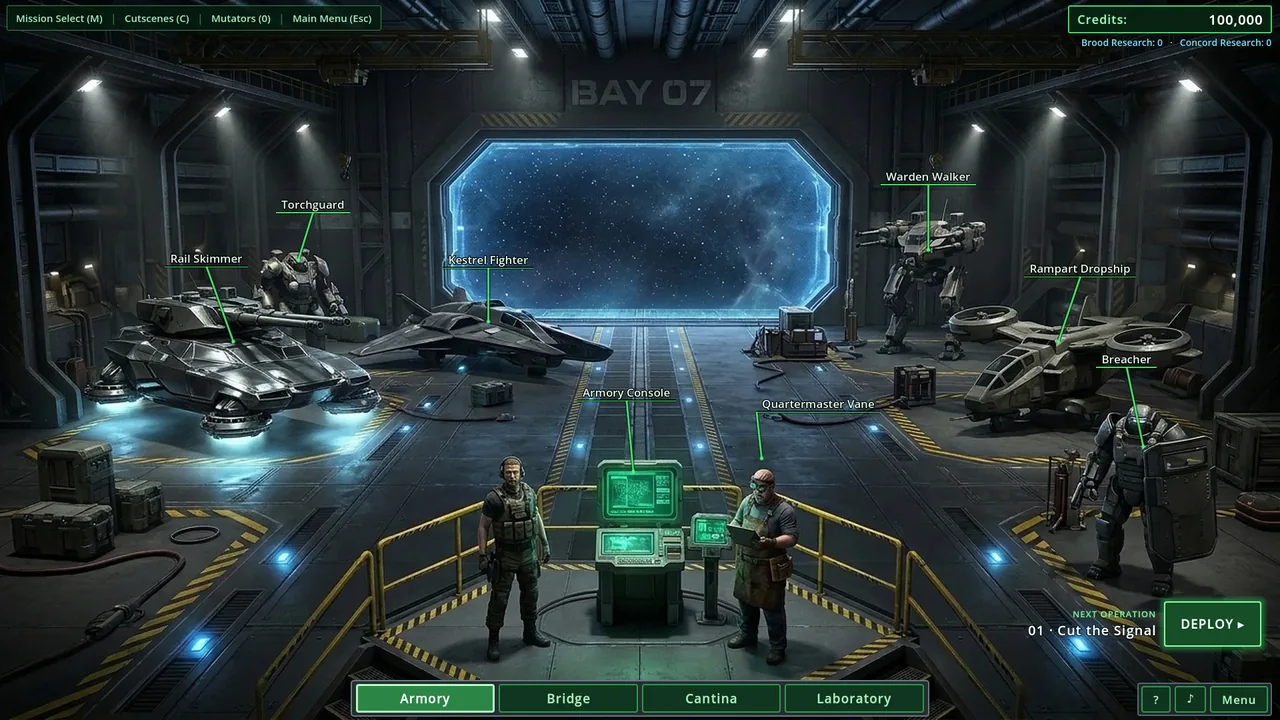 Mission Select (M) | Cutscenes (C) | Mutators (0) | Main Menu (Esc)
Credits: 100,000
Brood Research: 0 · Concord Research: 0
BAY 07
Warden Walker
Torchguard
Rail Skimmer
Kestrel Fighter
Rampart Dropship
Breacher
Armory Console
Quartermaster Vane
NEXT OPERATION
01 · Cut the Signal
DEPLOY ▸
Armory
Bridge
Cantina
Laboratory
?
♪
Menu